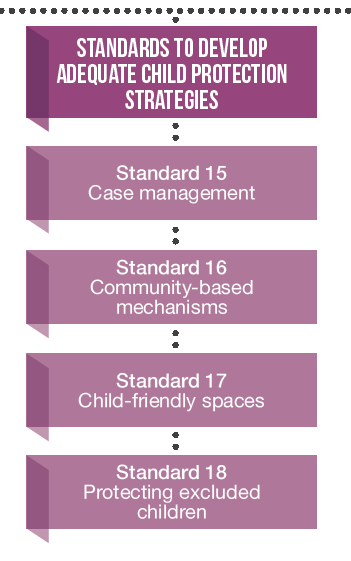 STANDARDS TO DEVELOP
ADEQUATE CHILD PROTECTION
STRATEGIES
Standard 15
Case management
Standard 16
Community-based
mechanisms
Standard 17
Child-friendly spaces
Standard 18
Protecting excluded
children